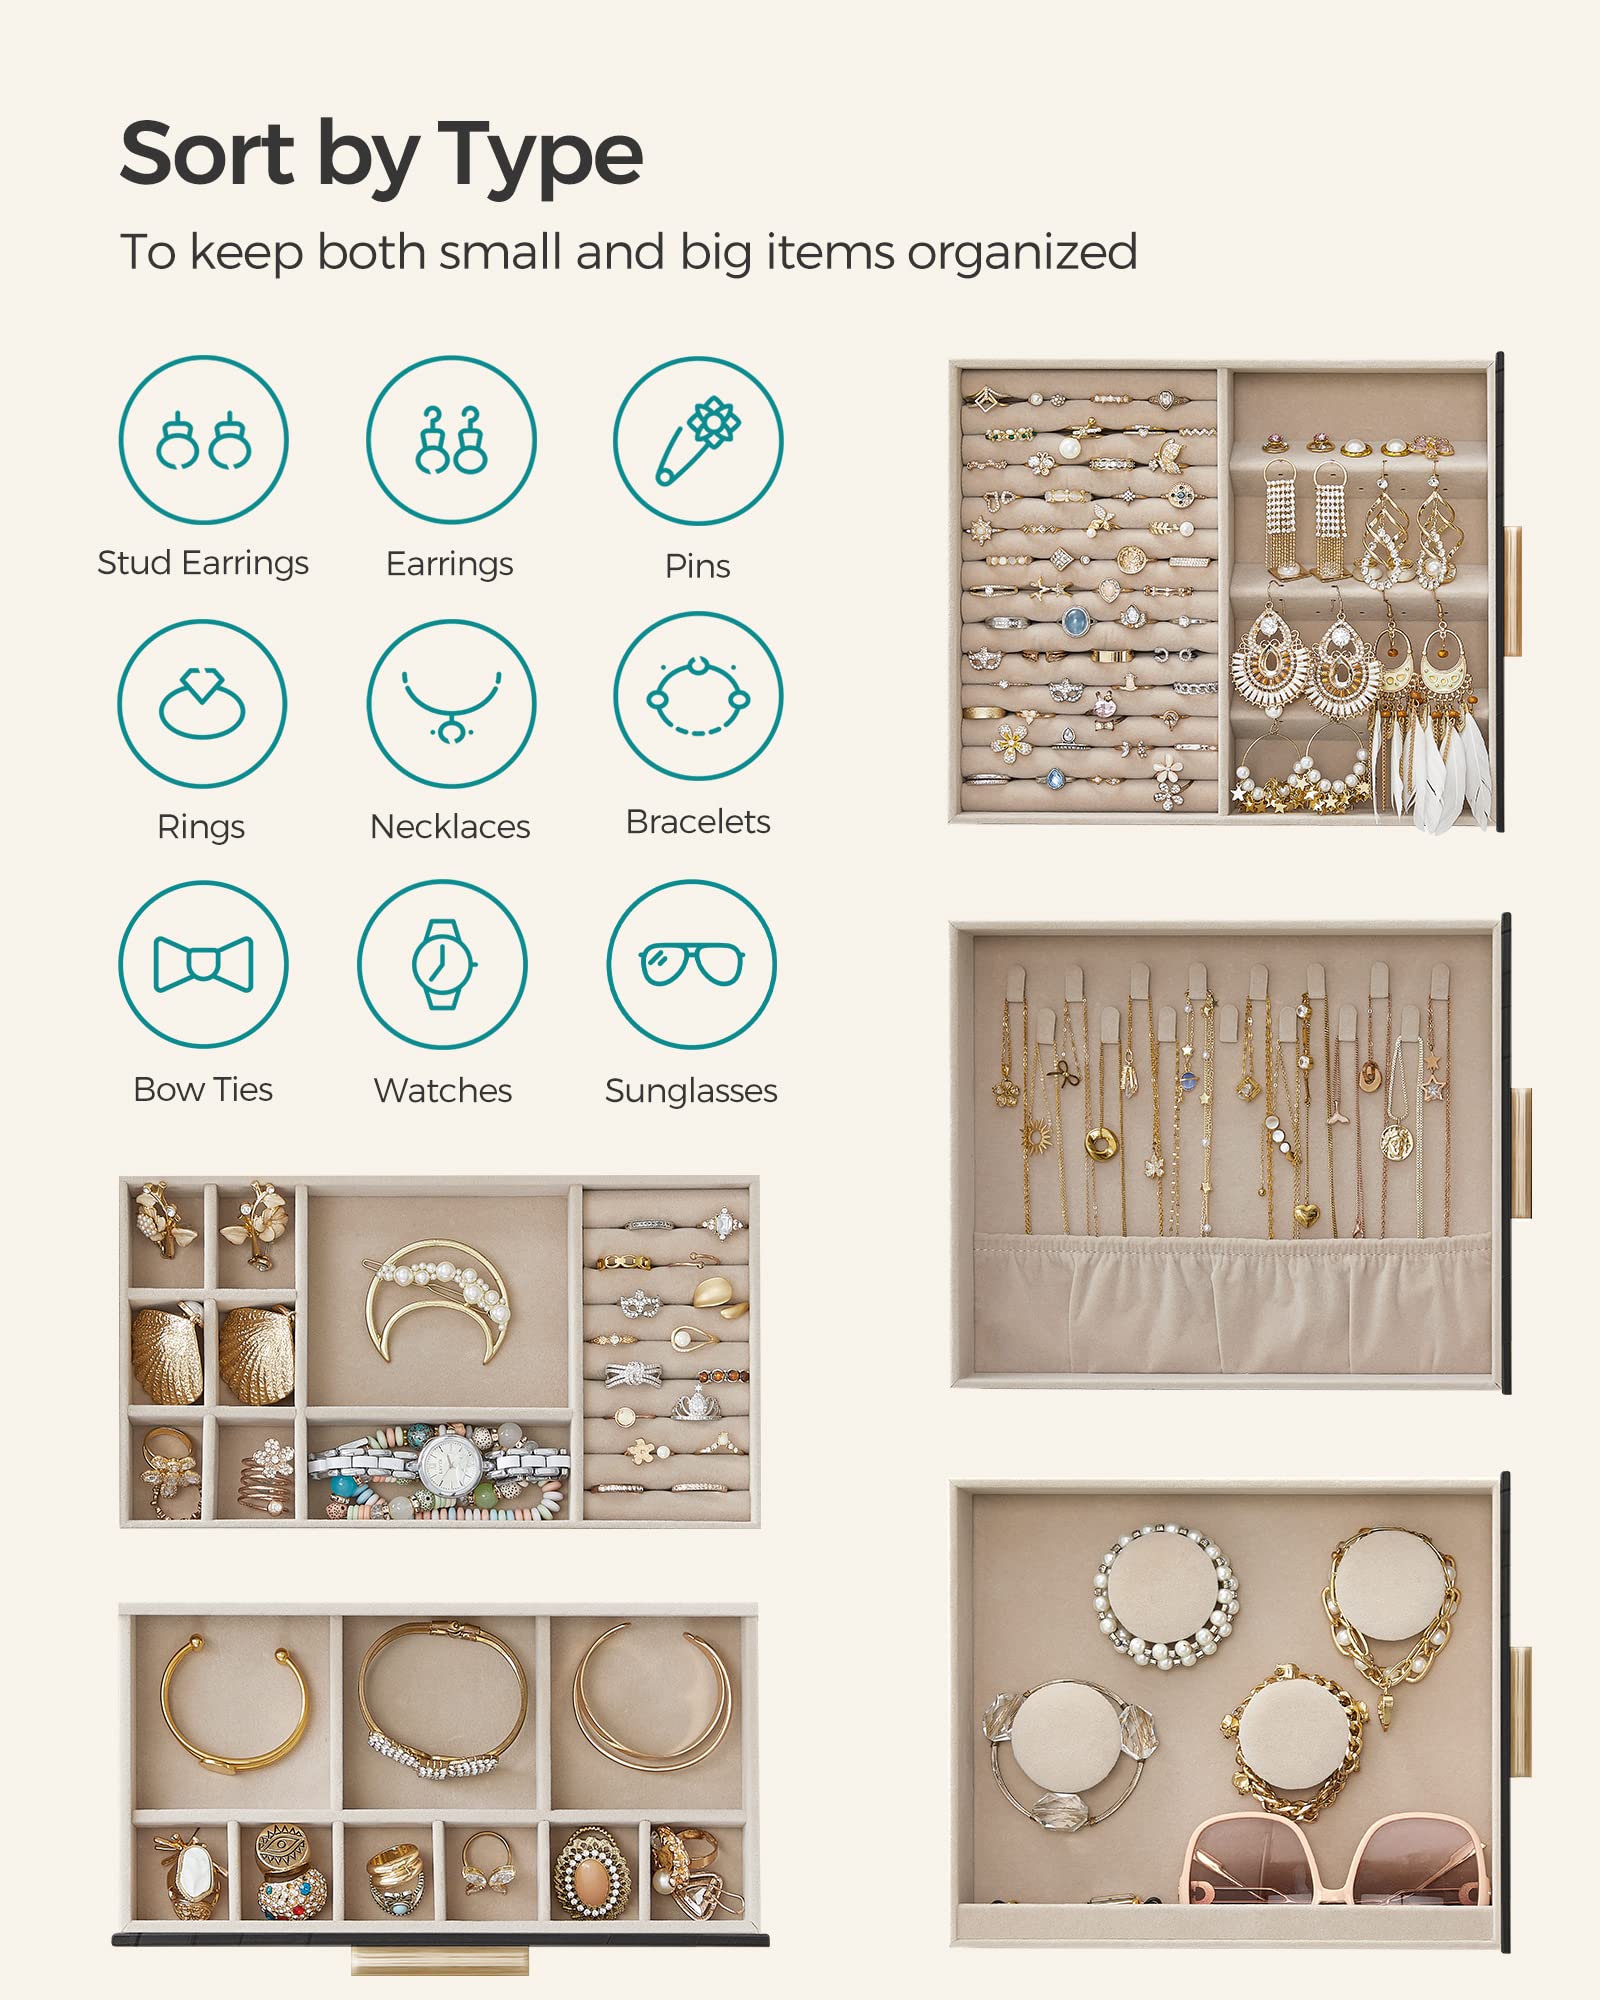 Sort by Type
To keep both small and big items organized
Stud Earrings
Earrings
Pins
Rings
Necklaces
Bracelets
Bow Ties
Watches
Sunglasses